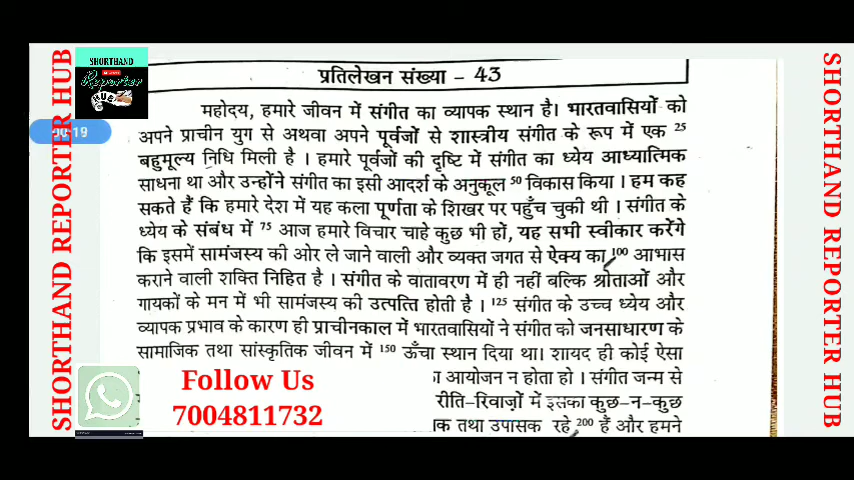 SHORTHAND REPORTER HUB
SHORTHAND
Reporter
HUB
00:19
प्रतिलेखन संख्या – 43
महोदय, हमारे जीवन में संगीत का व्यापक स्थान है। भारतवासियों को
अपने प्राचीन युग से अथवा अपने पूर्वजों से शास्त्रीय संगीत के रूप में एक 25
बहुमूल्य निधि मिली है । हमारे पूर्वजों की दृष्टि में संगीत का ध्येय आध्यात्मिक
साधना था और उन्होंने संगीत का इसी आदर्श के अनुकूल 50 विकास किया । हम कह
सकते हैं कि हमारे देश में यह कला पूर्णता के शिखर पर पहुँच चुकी थी । संगीत के
ध्येय के संबंध में 75 आज हमारे विचार चाहे कुछ भी हों, यह सभी स्वीकार करेंगे
कि इसमें सामंजस्य की ओर ले जाने वाली और व्यक्त जगत से ऐक्य का 100 आभास
कराने वाली शक्ति निहित है । संगीत के वातावरण में ही नहीं बल्कि श्रोताओं और
गायकों के मन में भी सामंजस्य की उत्पत्ति होती है । 125 संगीत के उच्च ध्येय और
व्यापक प्रभाव के कारण ही प्राचीनकाल में भारतवासियों ने संगीत को जनसाधारण के
सामाजिक तथा सांस्कृतिक जीवन में 150 ऊँचा स्थान दिया था। शायद ही कोई ऐसा
आयोजन न होता हो । संगीत जन्म से
रीति-रिवाज़ों में इसका कुछ-न-कुछ
तथा उपासक रहे 200 हैं और हमने
Follow Us
7004811732
SHORTHAND REPORTER HUB